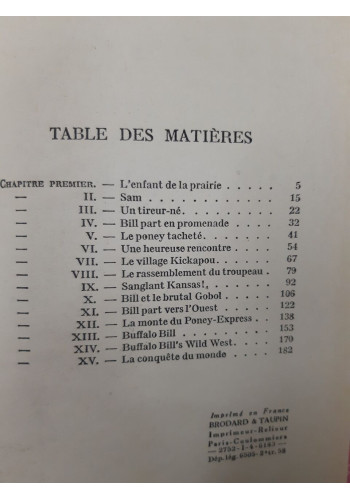 TABLE DES MATIÈRES
CHAPITRE PREMIER. — L'enfant de la prairie . . . . . . 5
— II. — Sam . . . . . . . . . . . . 15
— III. — Un tireur-né. . . . . . . . . . 22
— IV. — Bill part en promenade . . . . . . 32
— V. — Le poney tacheté. . . . . . . . 41
— VI. — Une heureuse rencontre . . . . . 54
— VII. — Le village Kickapou. . . . . . . 67
— VIII. — Le rassemblement du troupeau . . 79
— IX. — Sanglant Kansas!, . . . . . . . 92
— X. — Bill et le brutal Gobol . . . . . . 106
— XI. — Bill part vers l'Ouest . . . . . . 122
— XII. — La monte du Poney-Express. . . . 138
— XIII. — Buffalo Bill . . . . . . . . . . 153
— XIV. — Buffalo Bill's Wild West. . . . . . 170
— XV. — La conquête du monde . . . . . . 182
Imprimé en France
BRODARD & TAUPIN
Imprimeur-Relieur
Paris-Coulommiers